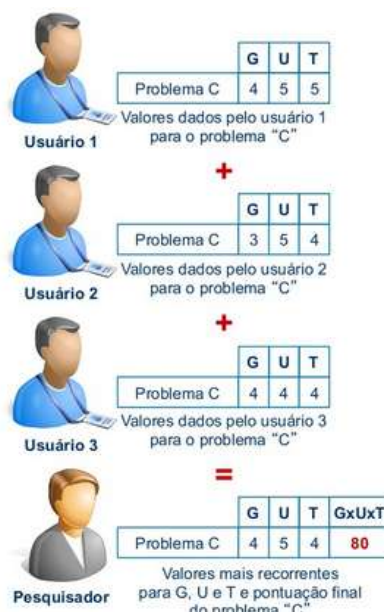 G U T
Problema C 4 5 5
Valores dados pelo usuário 1
para o problema “C”
Usuário 1
+
G U T
Problema C 3 5 4
Valores dados pelo usuário 2
para o problema “C”
Usuário 2
+
G U T
Problema C 4 4 4
Valores dados pelo usuário 3
para o problema “C”
Usuário 3
=
G U T GxUxT
Problema C 4 5 4 80
Valores mais recorrentes
para G, U e T e pontuação final
do problema “C”
Pesquisador